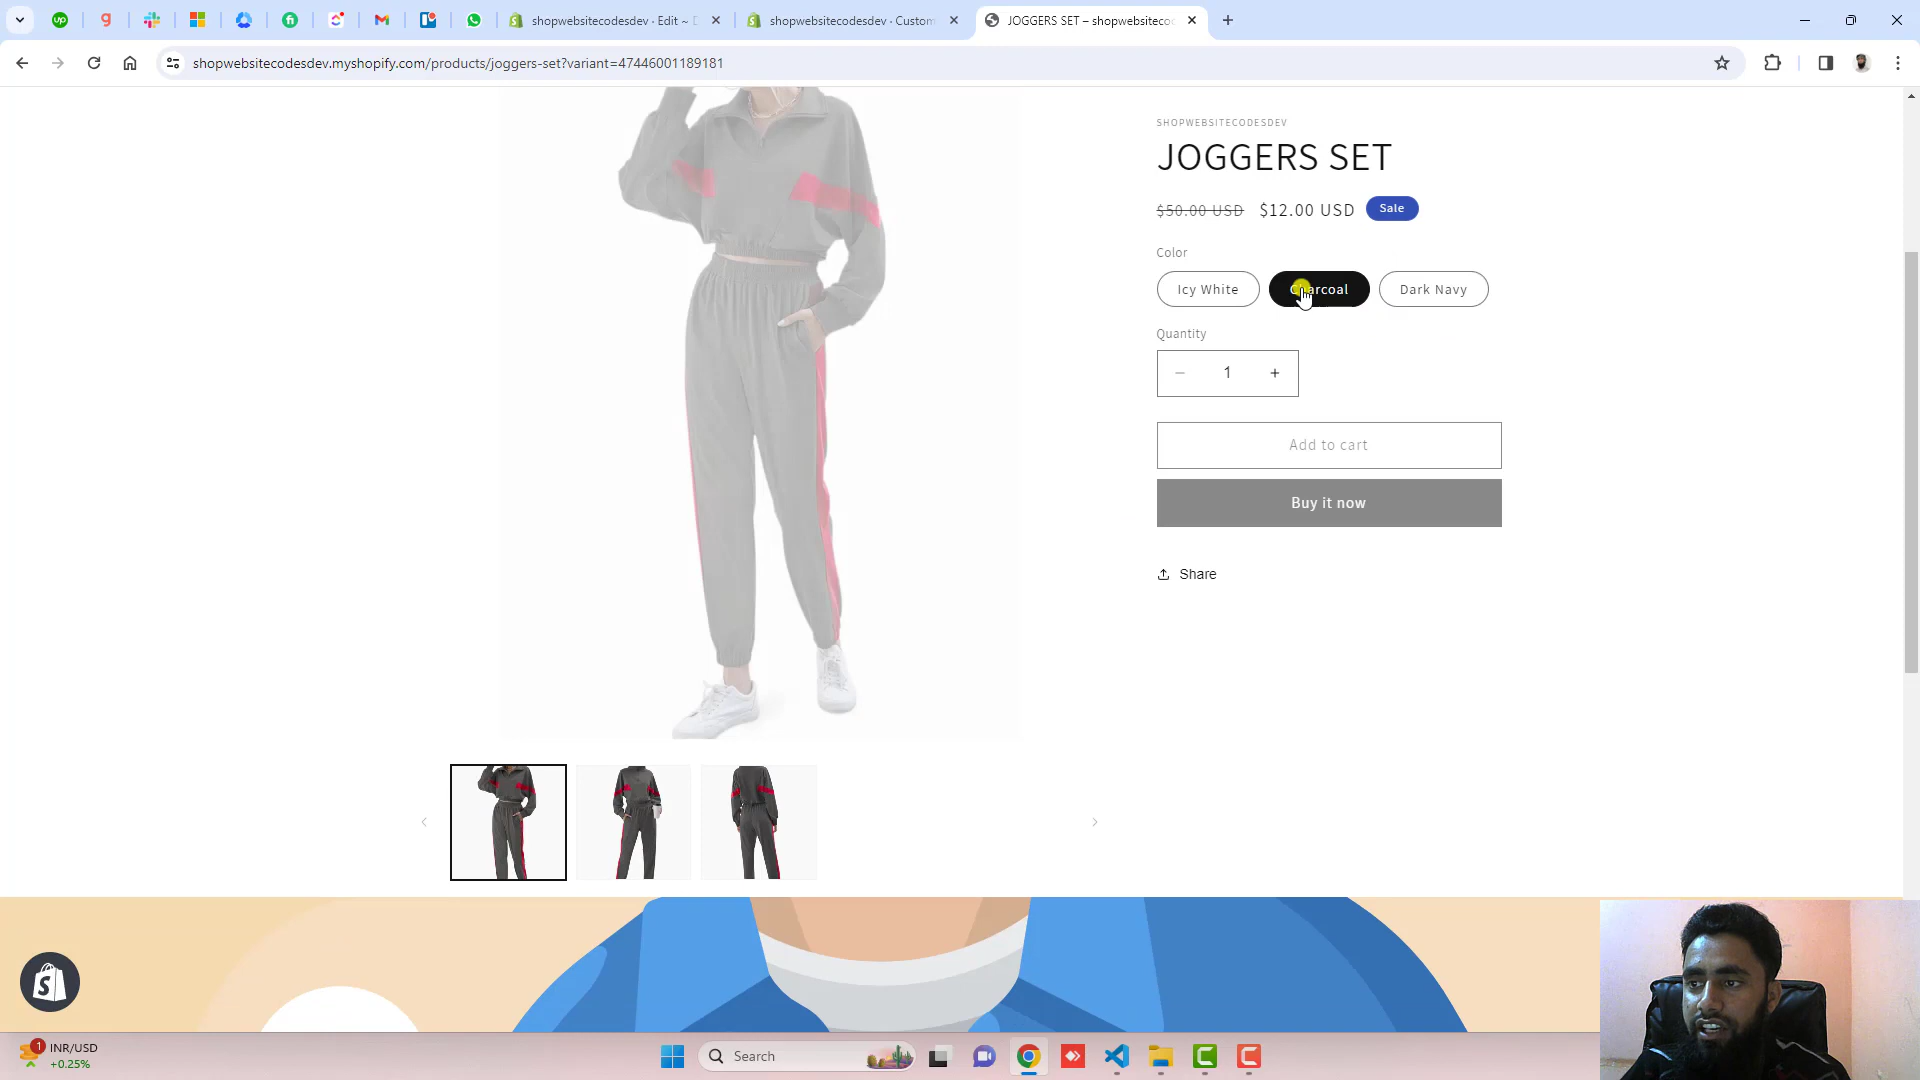 shopwebsitecodesdev · Edit ~ D
shopwebsitecodesdev · Custom
JOGGERS SET – shopwebsiteco
shopwebsitecodesdev.myshopify.com/products/joggers-set?variant=47446001189181
SHOPWEBSITECODESDEV
JOGGERS SET
$50.00 USD $12.00 USD Sale
Color
Icy White Charcoal Dark Navy
Quantity
1
Add to cart
Buy it now
Share
1 INR/USD
+0.25%
Search